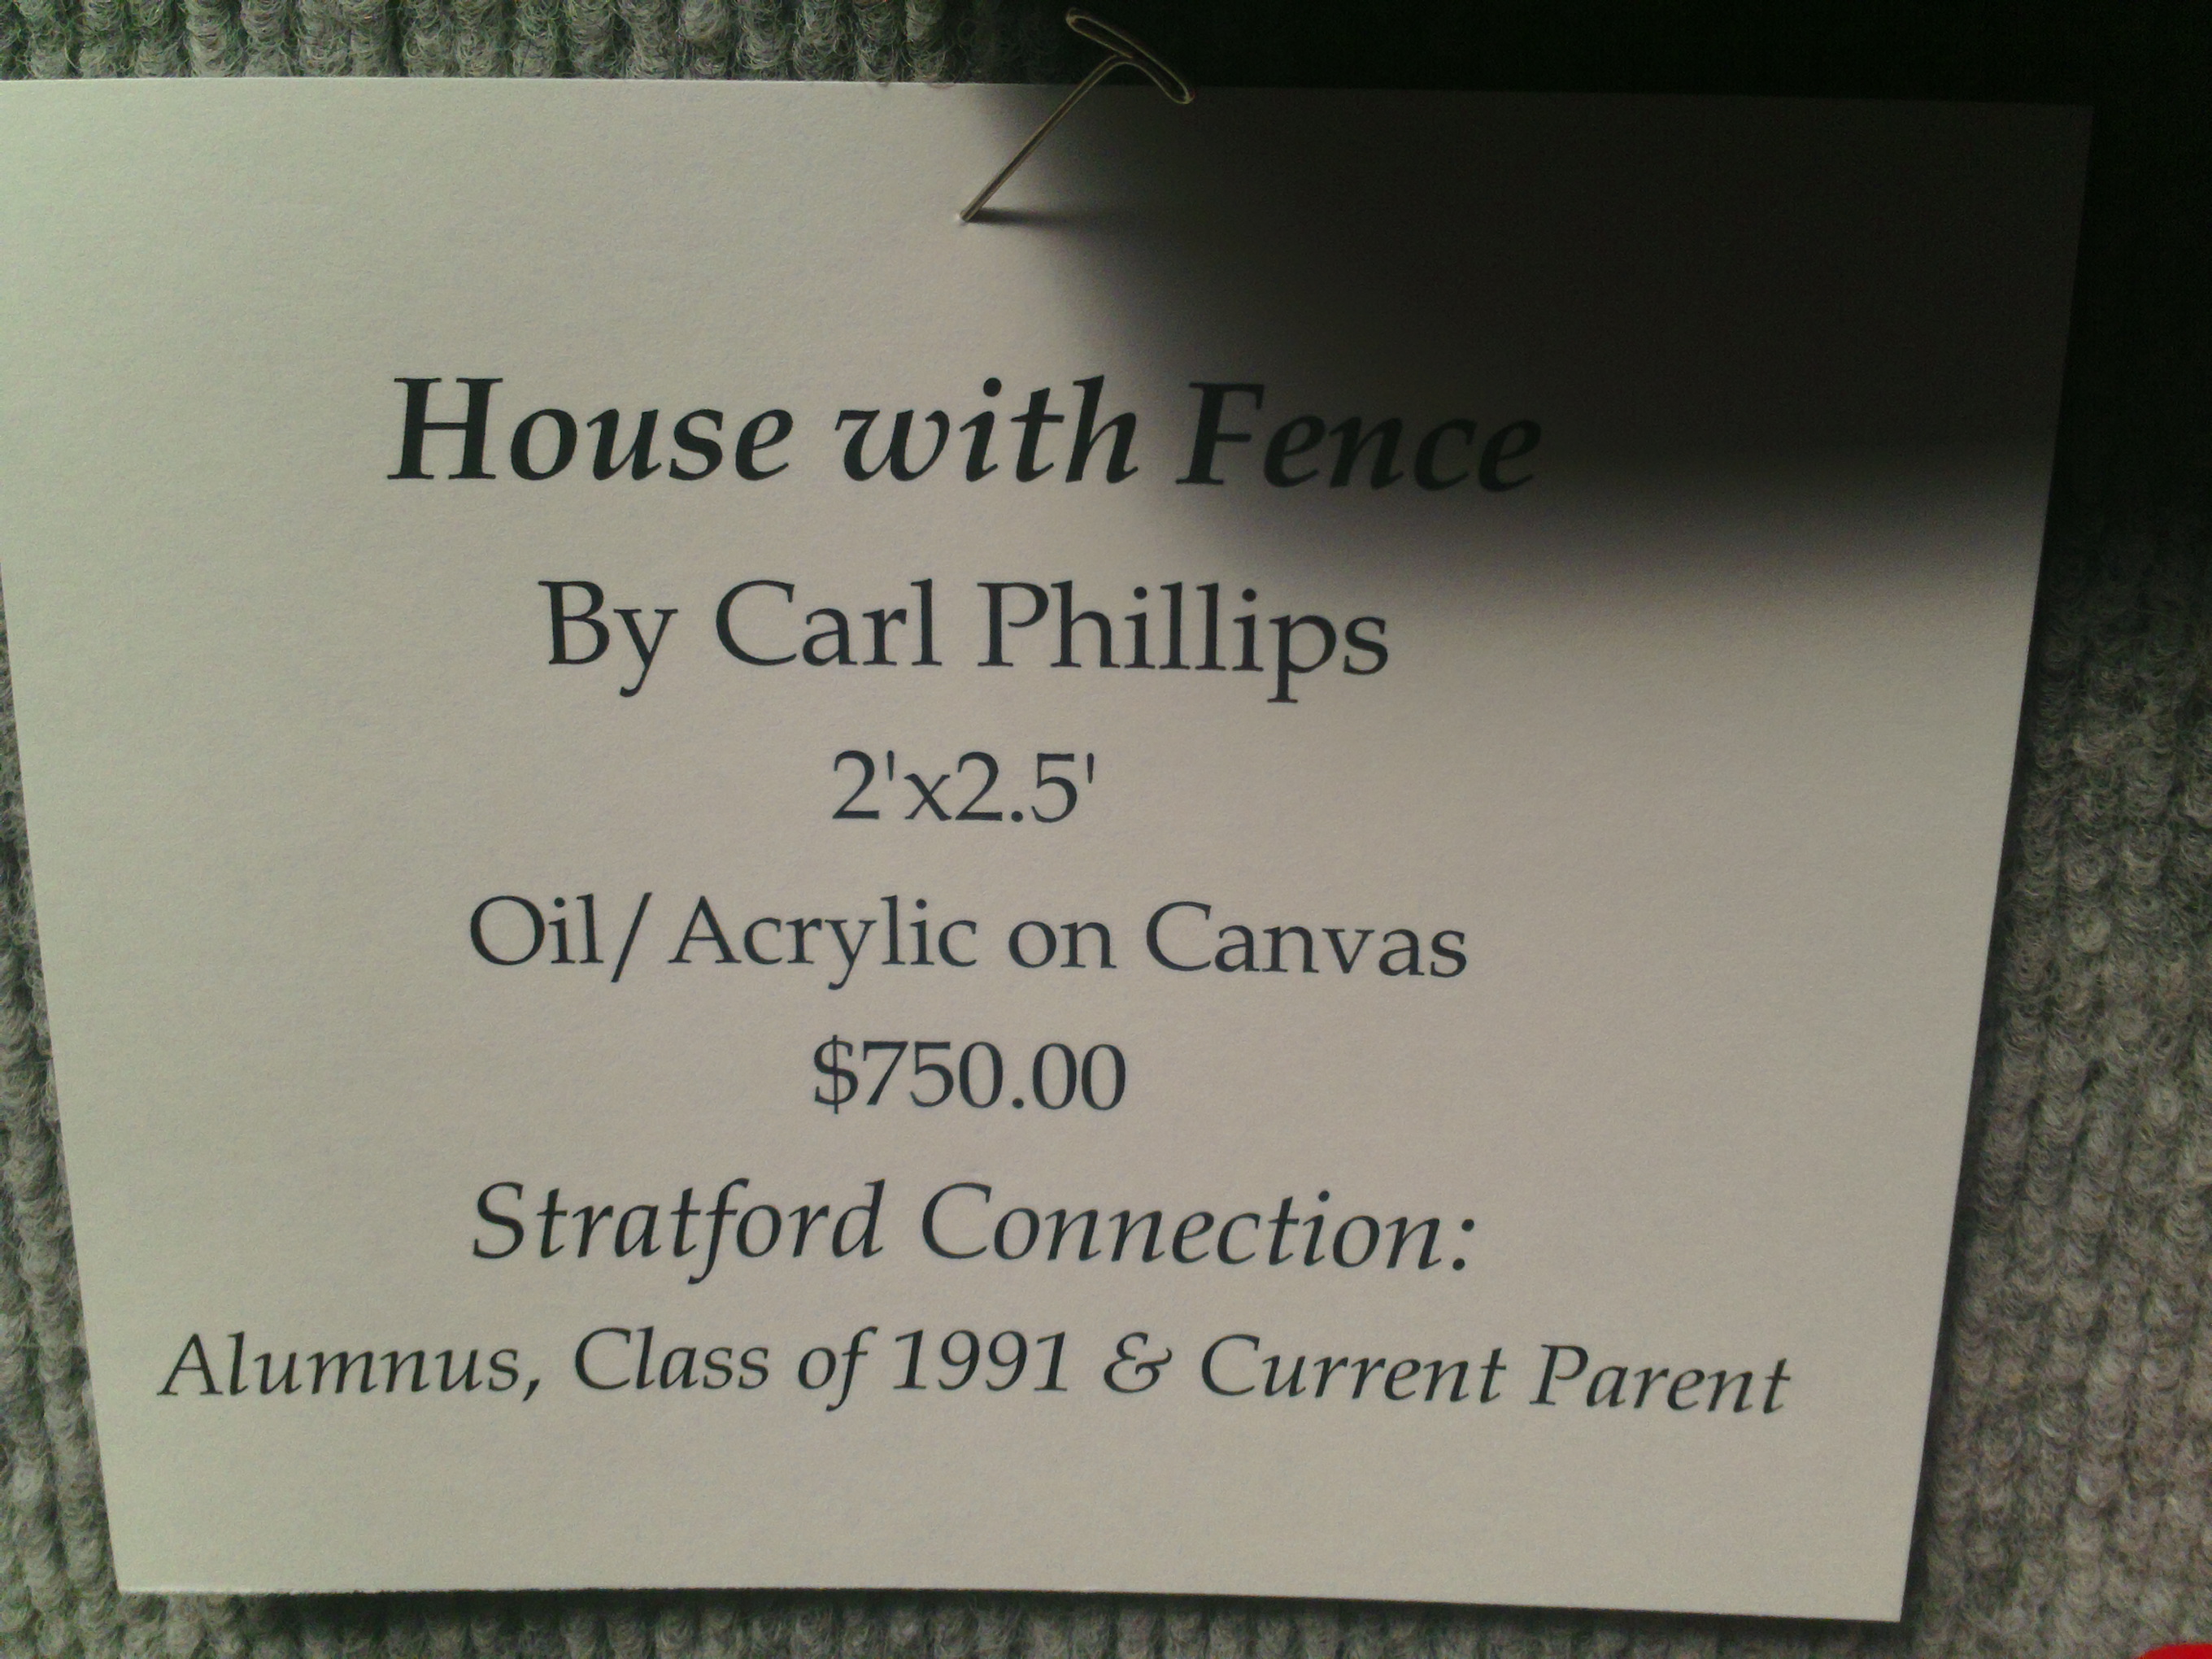 House with Fence
By Carl Phillips
2'x2.5'
Oil/Acrylic on Canvas
$750.00
Stratford Connection:
Alumnus, Class of 1991 & Current Parent